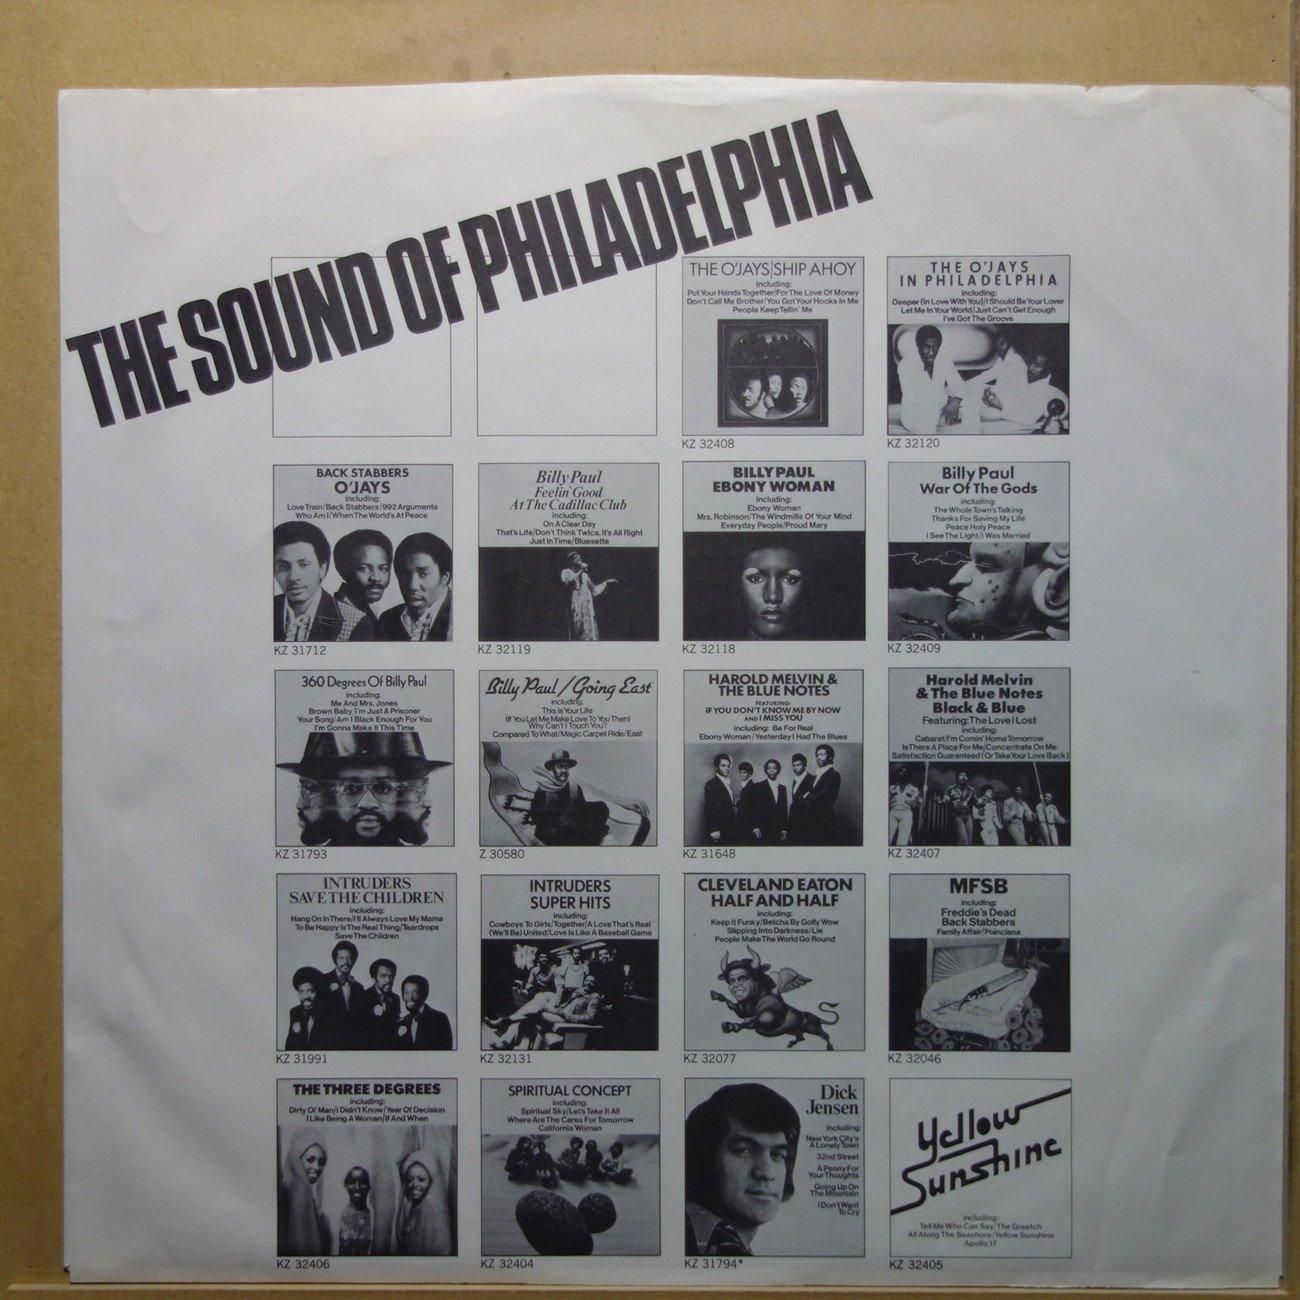 THE SOUND OF PHILADELPHIA
THE O'JAYS/SHIP AHOY
including:
Put Your Hands Together/For The Love Of Money
Don't Call Me Brother/You Got Your Hooks In Me
People Keep Tellin' Me
KZ 32408
THE O'JAYS
IN PHILADELPHIA
including:
Deeper (In Love With You)/I Should Be Your Lover
Let Me In Your World/Just Can't Get Enough
I've Got The Groove
KZ 32120
BACK STABBERS
O'JAYS
including:
Love Train/Back Stabbers/992 Arguments
Who Am I/When The World's At Peace
KZ 31712
Billy Paul
Feelin' Good
At The Cadillac Club
including:
On A Clear Day
That's Life/Don't Think Twice, It's All Right
Just In Time/Bluesette
KZ 32119
BILLY PAUL
EBONY WOMAN
including:
Ebony Woman
Mrs. Robinson/The Windmills Of Your Mind
Everyday People/Proud Mary
KZ 32118
Billy Paul
War Of The Gods
including:
The Whole Town's Talking
Thanks For Saving My Life
Peace Holy Peace
I See The Light/I Was Married
KZ 32409
360 Degrees Of Billy Paul
including:
Me And Mrs. Jones
Brown Baby/I'm Just A Prisoner
Your Song/Am I Black Enough For You
I'm Gonna Make It This Time
KZ 31793
Billy Paul/Going East
including:
This Is Your Life
(If You Let Me Make Love To You Then)
Why Can't I Touch You?
Compared To What/Magic Carpet Ride/East
Z 30580
HAROLD MELVIN &
THE BLUE NOTES
FEATURING:
IF YOU DON'T KNOW ME BY NOW
AND I MISS YOU
including: Be For Real
Ebony Woman/Yesterday I Had The Blues
KZ 31648
Harold Melvin
& The Blue Notes
Black & Blue
Featuring: The Love I Lost
including:
Cabaret/I'm Comin' Home Tomorrow
Is There A Place For Me/Concentrate On Me
Satisfaction Guaranteed (Or Take Your Love Back)
KZ 32407
INTRUDERS
SAVE THE CHILDREN
including:
Hang On In There/I'll Always Love My Mama
To Be Happy Is The Real Thing/Teardrops
Save The Children
KZ 31991
INTRUDERS
SUPER HITS
including:
Cowboys To Girls/Together/A Love That's Real
(We'll Be) United/Love Is Like A Baseball Game
KZ 32131
CLEVELAND EATON
HALF AND HALF
including:
Keep It Funky/Betcha By Golly Wow
Slipping Into Darkness/Lie
People Make The World Go Round
KZ 32077
MFSB
including:
Freddie's Dead
Back Stabbers
Family Affair/Poinciana
KZ 32046
THE THREE DEGREES
including:
Dirty Ol' Man/I Didn't Know/Year Of Decision
I Like Being A Woman/If And When
KZ 32406
SPIRITUAL CONCEPT
including:
Spiritual Sky/Let's Take It All
Where Are The Cares For Tomorrow
California Woman
KZ 32404
Dick
Jensen
including:
New York City's
A Lonely Town
32nd Street
A Penny For
Your Thoughts
Going Up On
The Mountain
I Don't Want
To Cry
KZ 31794*
Yellow
Sunshine
including:
Tell Me Who Can Say/The Greetch
All Along The Seashore/Yellow Sunshine
Apollo 17
KZ 32405